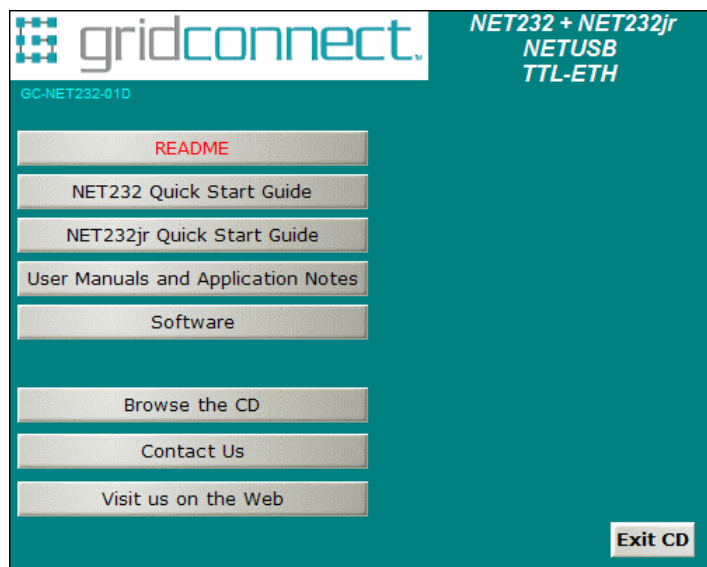 gridconnect™
NET232 + NET232jr
NETUSB
TTL-ETH
GC-NET232-01D
README
NET232 Quick Start Guide
NET232jr Quick Start Guide
User Manuals and Application Notes
Software
Browse the CD
Contact Us
Visit us on the Web
Exit CD